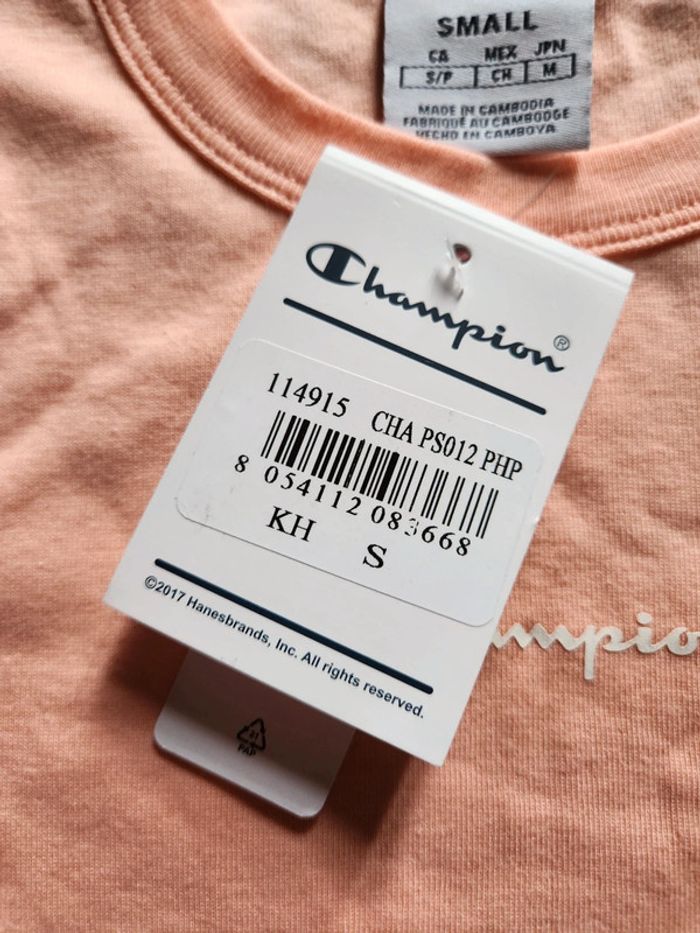 SMALL
CA MEX JPN
S/P CH M
MADE IN CAMBODIA
FABRIQUÉ AU CAMBODGE
HECHO EN CAMBOYA
Champion®
114915 CHA PS012 PHP
8 054112 083668
KH S
©2017 Hanesbrands, Inc. All rights reserved.
mpio
21
PAP